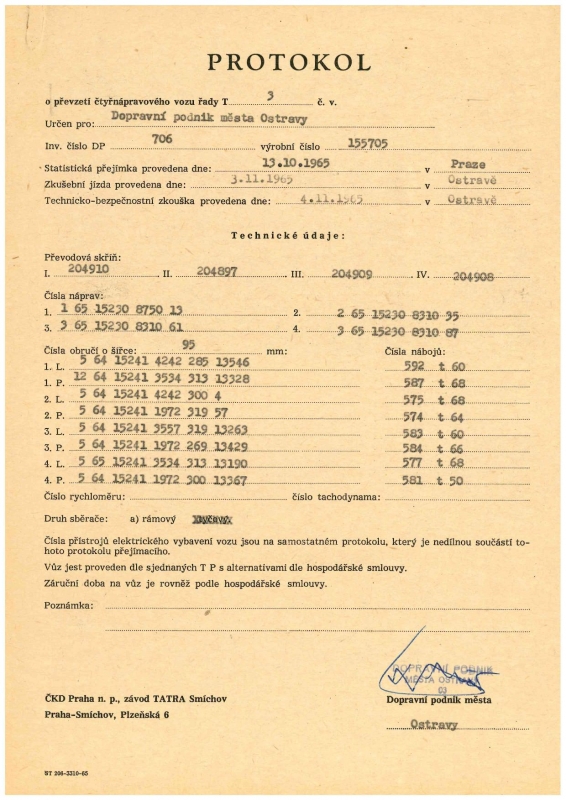 PROTOKOL
o převzetí čtyřnápravového vozu řady T 3 č. v.
Určen pro: Dopravní podnik města Ostravy
Inv. číslo DP 706 výrobní číslo 155705
Statistická přejímka provedena dne: 13.10.1965 v Praze
Zkušební jízda provedena dne: 3.11.1965 v Ostravě
Technicko-bezpečnostní zkouška provedena dne: 4.11.1965 v Ostravě
Technické údaje:
Převodová skříň:
I. 204910 II. 204897 III. 204909 IV. 204908
Čísla náprav:
1. 1 65 15230 8750 13 2. 2 65 15230 8310 35
3. 3 65 15230 8310 61 4. 3 65 15230 8310 87
Čísla obručí o šířce: 95 mm: Čísla nábojů:
1. L. 5 64 15241 4242 285 13546 592 t 60
1. P. 12 64 15241 3534 313 13328 587 t 68
2. L. 5 64 15241 4242 300 4 575 t 68
2. P. 5 64 15241 1972 319 57 574 t 64
3. L. 5 64 15241 3557 319 13263 583 t 60
3. P. 5 64 15241 1972 269 13429 584 t 66
4. L. 5 65 15241 3534 313 13190 577 t 68
4. P. 5 64 15241 1972 300 13367 581 t 50
Číslo rychloměru: číslo tachodynama:
Druh sběrače: a) rámový
Čísla přístrojů elektrického vybavení vozu jsou na samostatném protokolu, který je nedílnou součástí to-
hoto protokolu přejímacího.
Vůz jest proveden dle sjednaných T P s alternativami dle hospodářské smlouvy.
Záruční doba na vůz je rovněž podle hospodářské smlouvy.
Poznámka:
DOPRAVNÍ PODNIK
MĚSTA OSTRAVY
03
ČKD Praha n. p., závod TATRA Smíchov Dopravní podnik města
Praha-Smíchov, Plzeňská 6
Ostravy
NT 206-3310-65